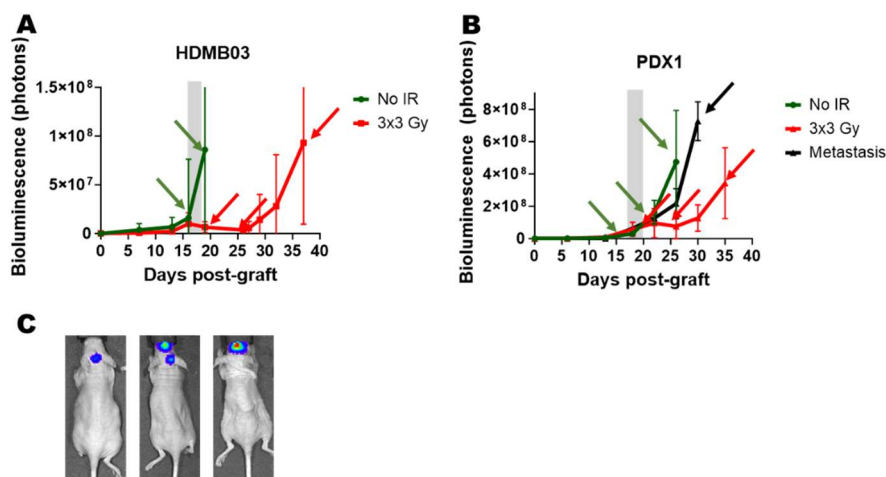 A
HDMB03
Bioluminescence (photons)
1.5×10⁸
1×10⁸
5×10⁷
0
0 5 10 15 20 25 30 35 40
Days post-graft
No IR
3x3 Gy
B
PDX1
Bioluminescence (photons)
8×10⁸
6×10⁸
4×10⁸
2×10⁸
0
0 5 10 15 20 25 30 35 40
Days post-graft
No IR
3x3 Gy
Metastasis
C